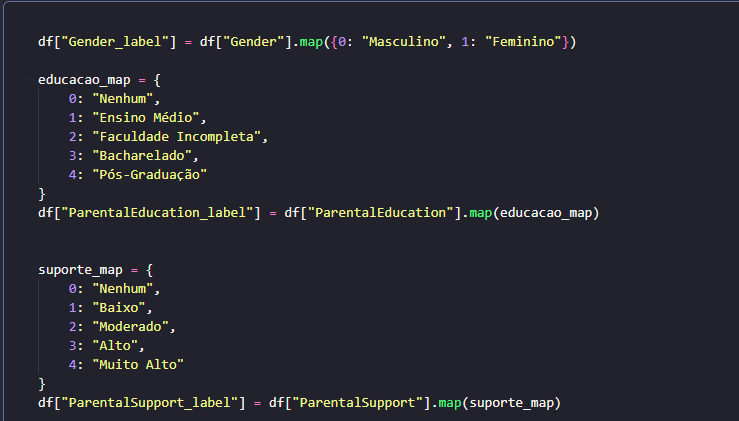 df["Gender_label"] = df["Gender"].map({0: "Masculino", 1: "Feminino"})
educacao_map = {
0: "Nenhum",
1: "Ensino Médio",
2: "Faculdade Incompleta",
3: "Bacharelado",
4: "Pós-Graduação"
}
df["ParentalEducation_label"] = df["ParentalEducation"].map(educacao_map)
suporte_map = {
0: "Nenhum",
1: "Baixo",
2: "Moderado",
3: "Alto",
4: "Muito Alto"
}
df["ParentalSupport_label"] = df["ParentalSupport"].map(suporte_map)